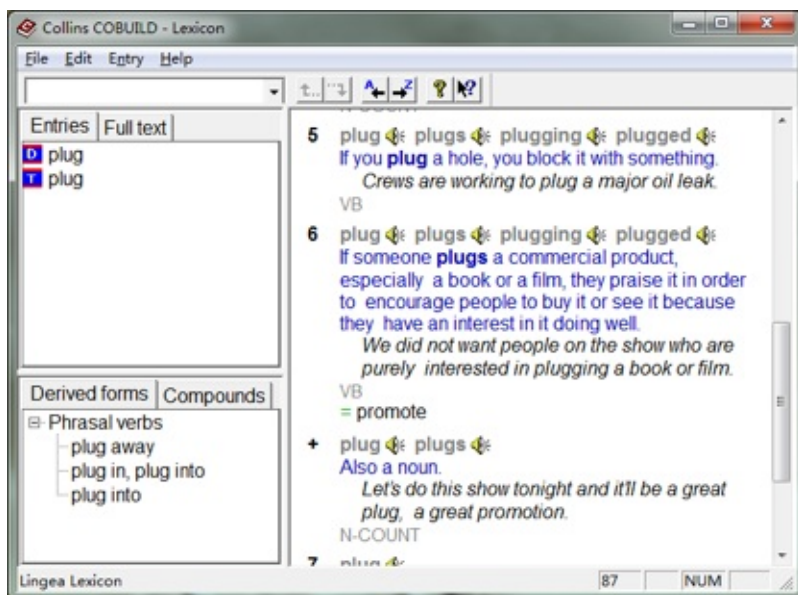 Collins COBUILD - Lexicon
File Edit Entry Help
Entries Full text
D plug
T plug
Derived forms Compounds
Phrasal verbs
plug away
plug in, plug into
plug into
N-COUNT
5 plug plugs plugging plugged
If you plug a hole, you block it with something.
Crews are working to plug a major oil leak.
VB
6 plug plugs plugging plugged
If someone plugs a commercial product,
especially a book or a film, they praise it in order
to encourage people to buy it or see it because
they have an interest in it doing well.
We did not want people on the show who are
purely interested in plugging a book or film.
VB
= promote
+ plug plugs
Also a noun.
Let's do this show tonight and it'll be a great
plug, a great promotion.
N-COUNT
7 plug
Lingea Lexicon 87 NUM